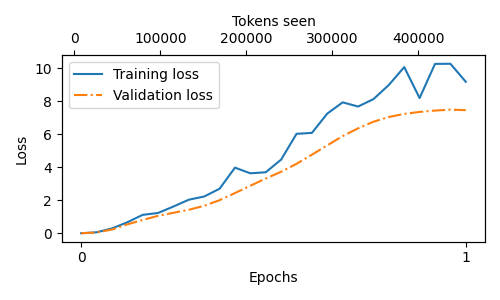 Tokens seen
0 100000 200000 300000 400000
Training loss
Validation loss
10
8
6
4
2
0
Loss
0 1
Epochs